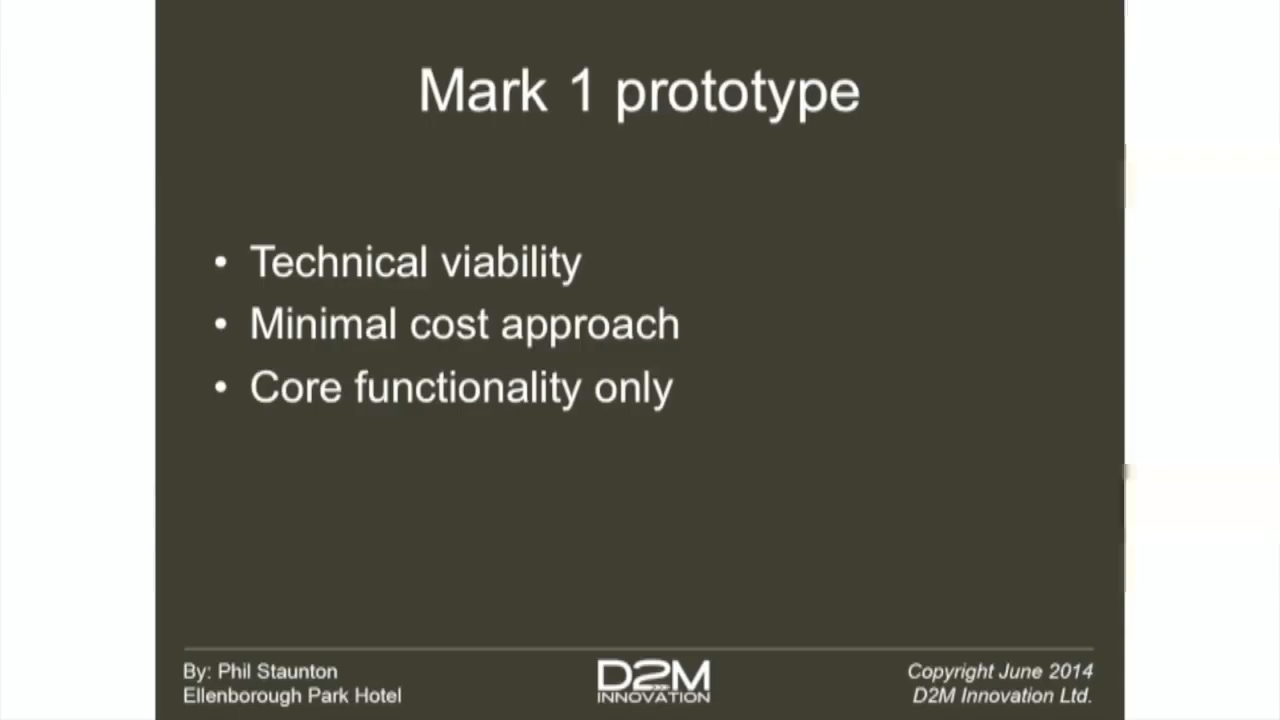 Mark 1 prototype
• Technical viability
• Minimal cost approach
• Core functionality only
By: Phil Staunton
Ellenborough Park Hotel
D2M
INNOVATION
Copyright June 2014
D2M Innovation Ltd.